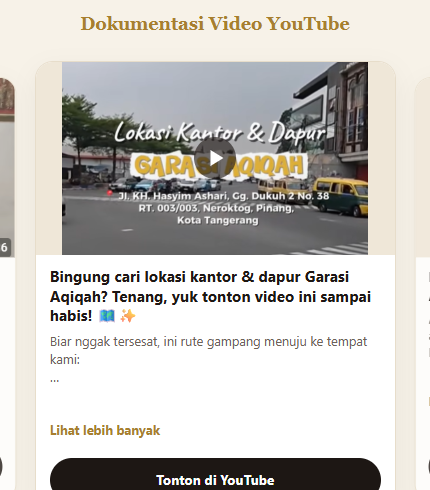 Dokumentasi Video YouTube
Lokasi Kantor & Dapur
GARASI AQIQAH
Jl. KH. Hasyim Ashari, Gg. Dukuh 2 No. 38
RT. 003/003, Neroktog, Pinang,
Kota Tangerang
6
Bingung cari lokasi kantor & dapur Garasi
Aqiqah? Tenang, yuk tonton video ini sampai
habis! 🗺️ ✨
Biar nggak tersesat, ini rute gampang menuju ke tempat
kami:
...
Lihat lebih banyak
Tonton di YouTube